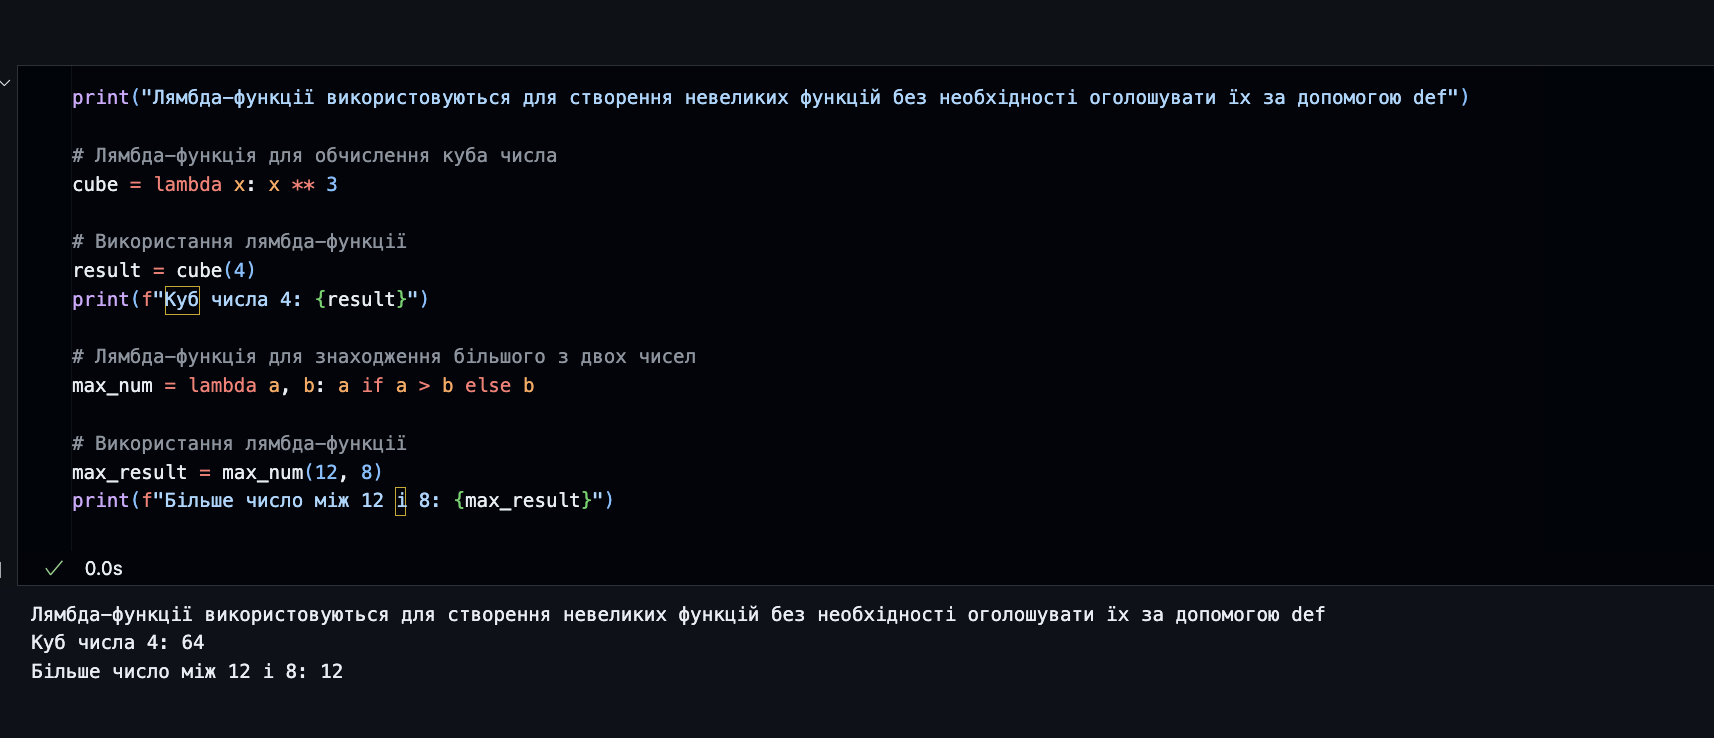 print("Лямбда-функції використовуються для створення невеликих функцій без необхідності оголошувати їх за допомогою def")
# Лямбда-функція для обчислення куба числа
cube = lambda x: x ** 3
# Використання лямбда-функції
result = cube(4)
print(f"Куб числа 4: {result}")
# Лямбда-функція для знаходження більшого з двох чисел
max_num = lambda a, b: a if a > b else b
# Використання лямбда-функції
max_result = max_num(12, 8)
print(f"Більше число між 12 і 8: {max_result}")
0.0s
Лямбда-функції використовуються для створення невеликих функцій без необхідності оголошувати їх за допомогою def
Куб числа 4: 64
Більше число між 12 і 8: 12